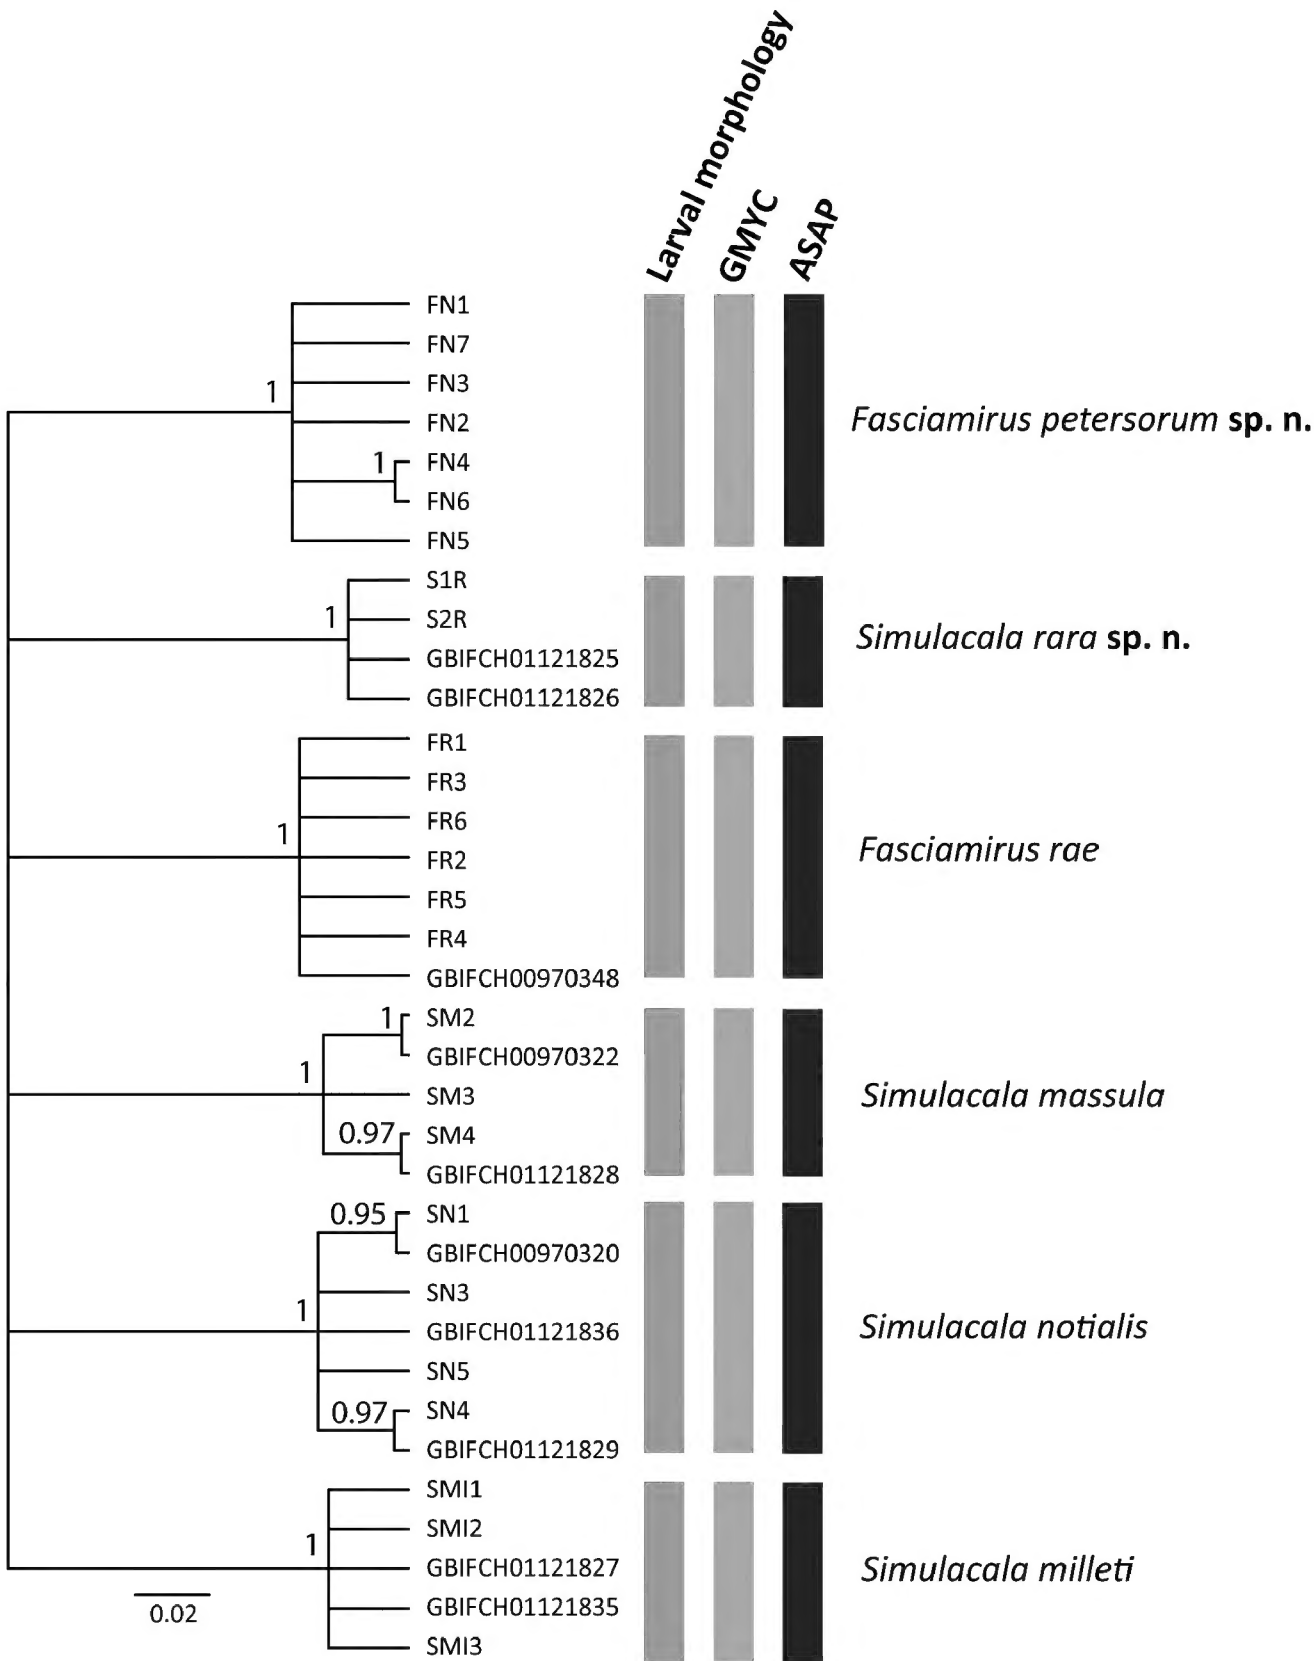 Larval morphology
GMYC
ASAP
1
FN1
FN7
FN3
FN2
1
FN4
FN6
FN5
Fasciamirus petersorum sp. n.
1
S1R
S2R
GBIFCH01121825
GBIFCH01121826
Simulacala rara sp. n.
1
FR1
FR3
FR6
FR2
FR5
FR4
GBIFCH00970348
Fasciamirus rae
1
1
SM2
GBIFCH00970322
SM3
0.97
SM4
GBIFCH01121828
Simulacala massula
1
0.95
SN1
GBIFCH00970320
SN3
GBIFCH01121836
SN5
0.97
SN4
GBIFCH01121829
Simulacala notialis
1
SMI1
SMI2
GBIFCH01121827
GBIFCH01121835
SMI3
Simulacala milleti
0.02